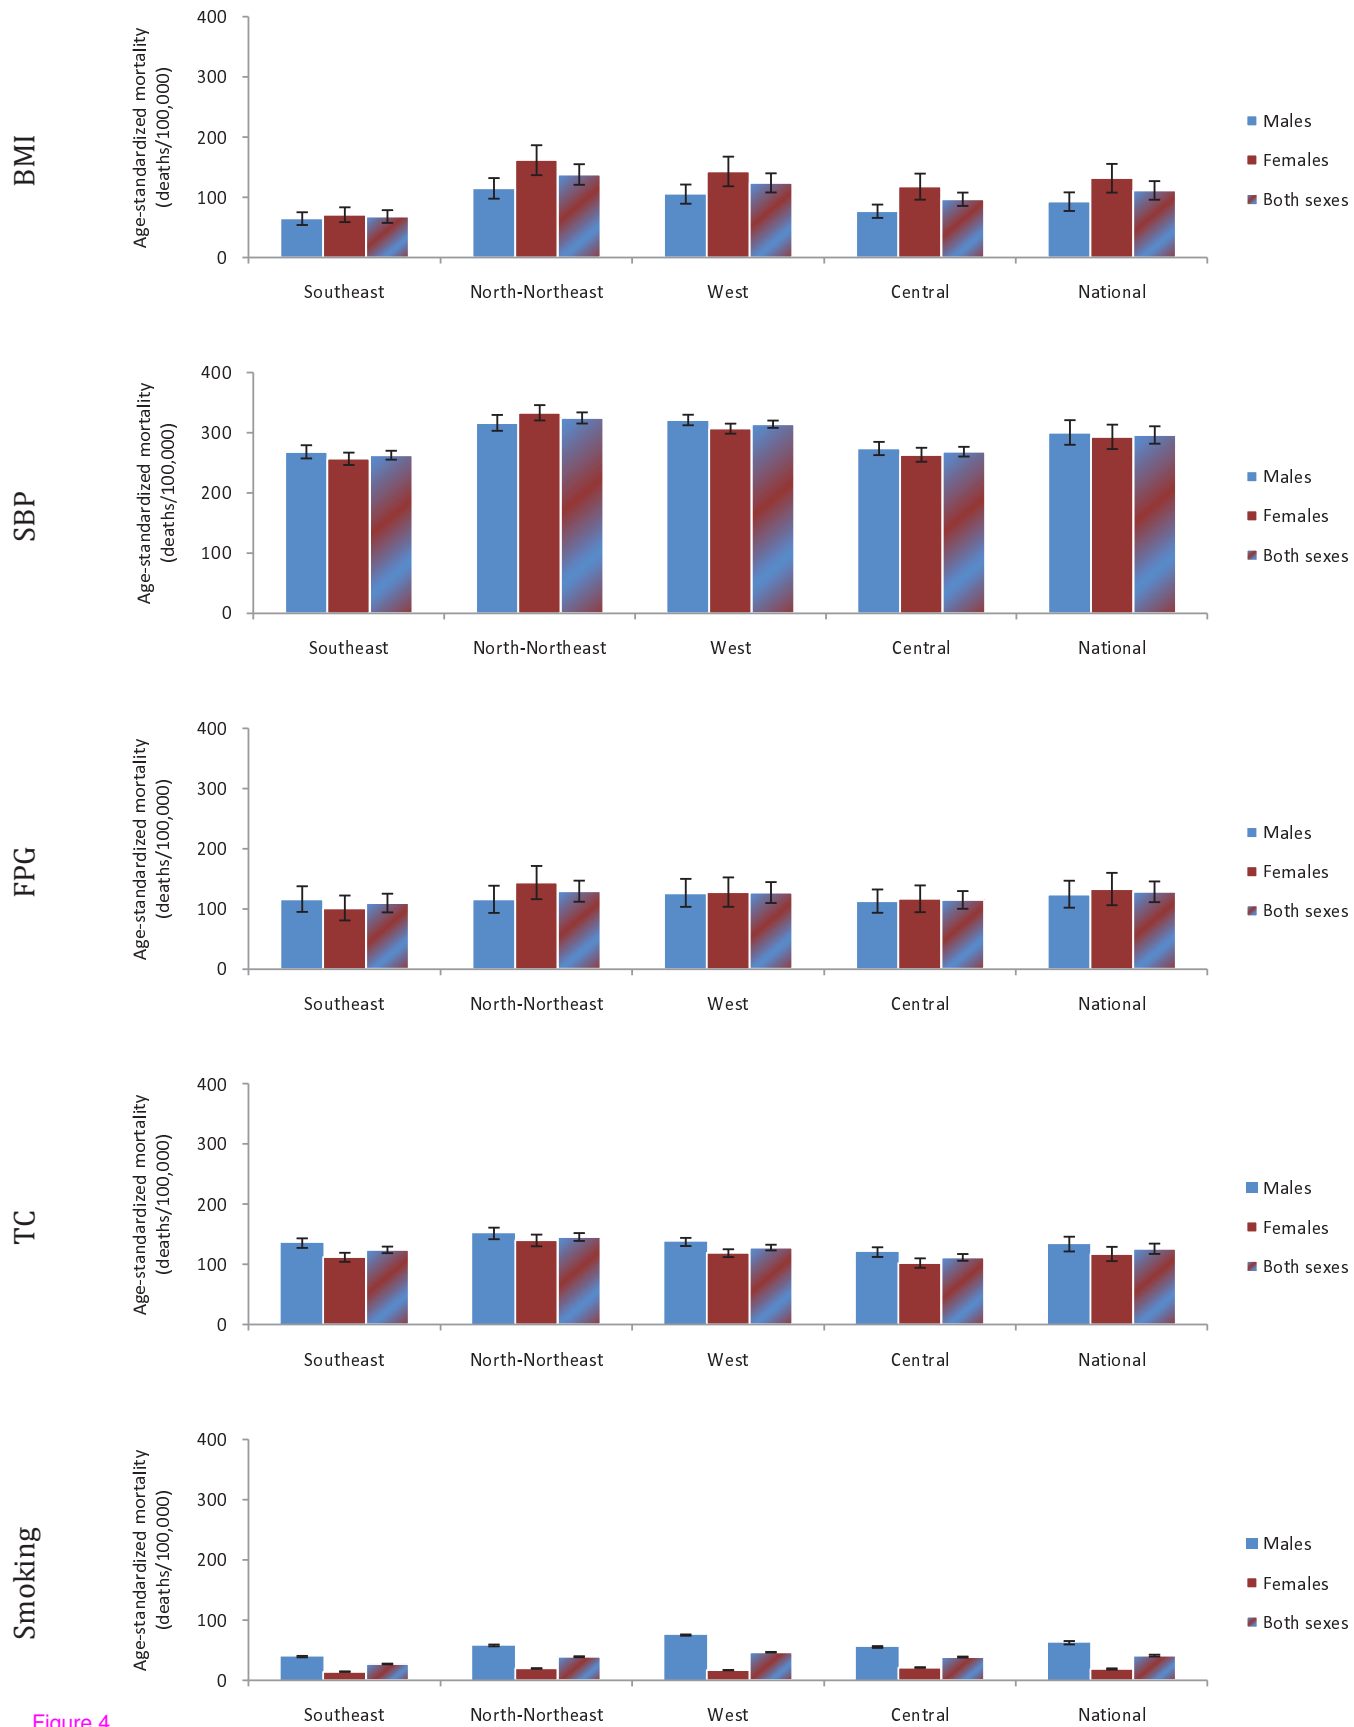 BMI
Age-standardized mortality
(deaths/100,000)
400
300
200
100
0
Southeast North-Northeast West Central National
Males
Females
Both sexes
SBP
Age-standardized mortality
(deaths/100,000)
400
300
200
100
0
Southeast North-Northeast West Central National
Males
Females
Both sexes
FPG
Age-standardized mortality
(deaths/100,000)
400
300
200
100
0
Southeast North-Northeast West Central National
Males
Females
Both sexes
TC
Age-standardized mortality
(deaths/100,000)
400
300
200
100
0
Southeast North-Northeast West Central National
Males
Females
Both sexes
Smoking
Age-standardized mortality
(deaths/100,000)
400
300
200
100
0
Southeast North-Northeast West Central National
Males
Females
Both sexes
Figure 4